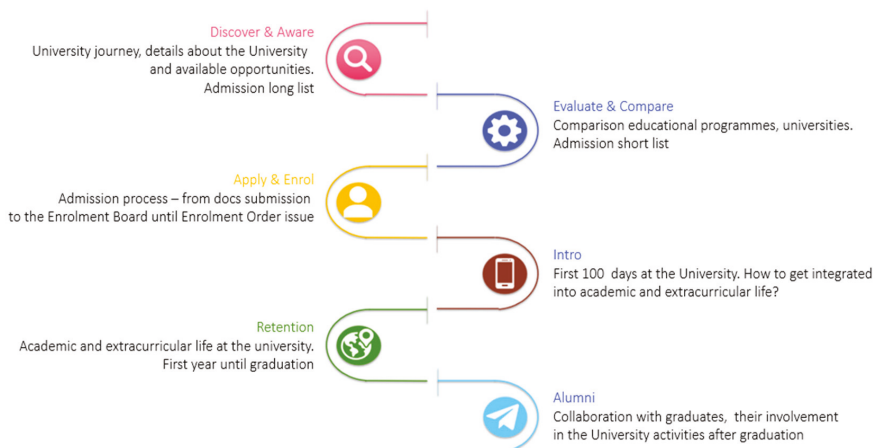 Discover & Aware
University journey, details about the University
and available opportunities.
Admission long list
Evaluate & Compare
Comparison educational programmes, universities.
Admission short list
Apply & Enrol
Admission process – from docs submission
to the Enrolment Board until Enrolment Order issue
Intro
First 100 days at the University. How to get integrated
into academic and extracurricular life?
Retention
Academic and extracurricular life at the university.
First year until graduation
Alumni
Collaboration with graduates, their involvement
in the University activities after graduation